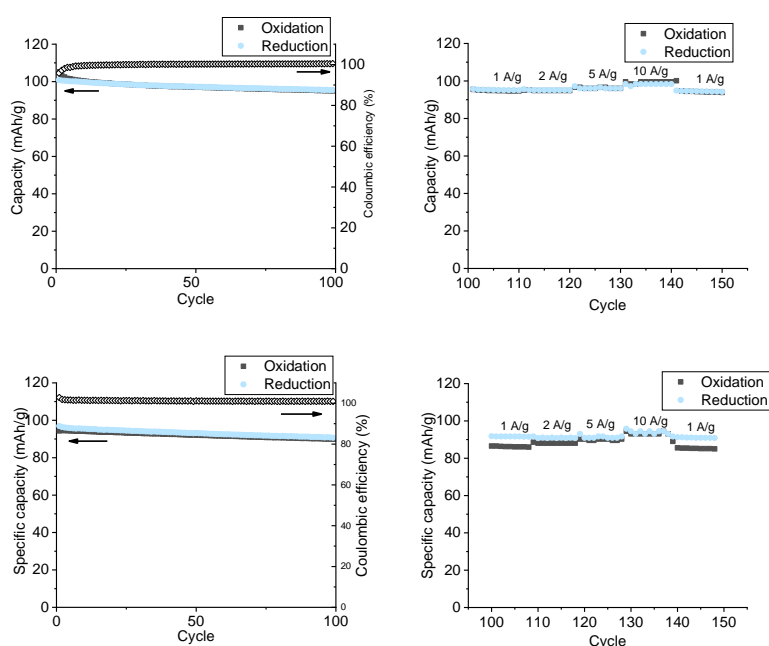 Oxidation
Reduction
120
100
80
60
40
20
0
Capacity (mAh/g)
100
80
60
40
20
0
Coloumbic efficiency (%)
0
50
100
Cycle
Oxidation
Reduction
1 A/g
2 A/g
5 A/g
10 A/g
1 A/g
120
100
80
60
40
20
0
Capacity (mAh/g)
100
110
120
130
140
150
Cycle
Oxidation
Reduction
120
100
80
60
40
20
0
Specific capacity (mAh/g)
100
80
60
40
20
0
Coulombic efficiency (%)
0
50
100
Cycle
Oxidation
Reduction
1 A/g
2 A/g
5 A/g
10 A/g
1 A/g
120
100
80
60
40
20
0
Specific capacity (mAh/g)
100
110
120
130
140
150
Cycle